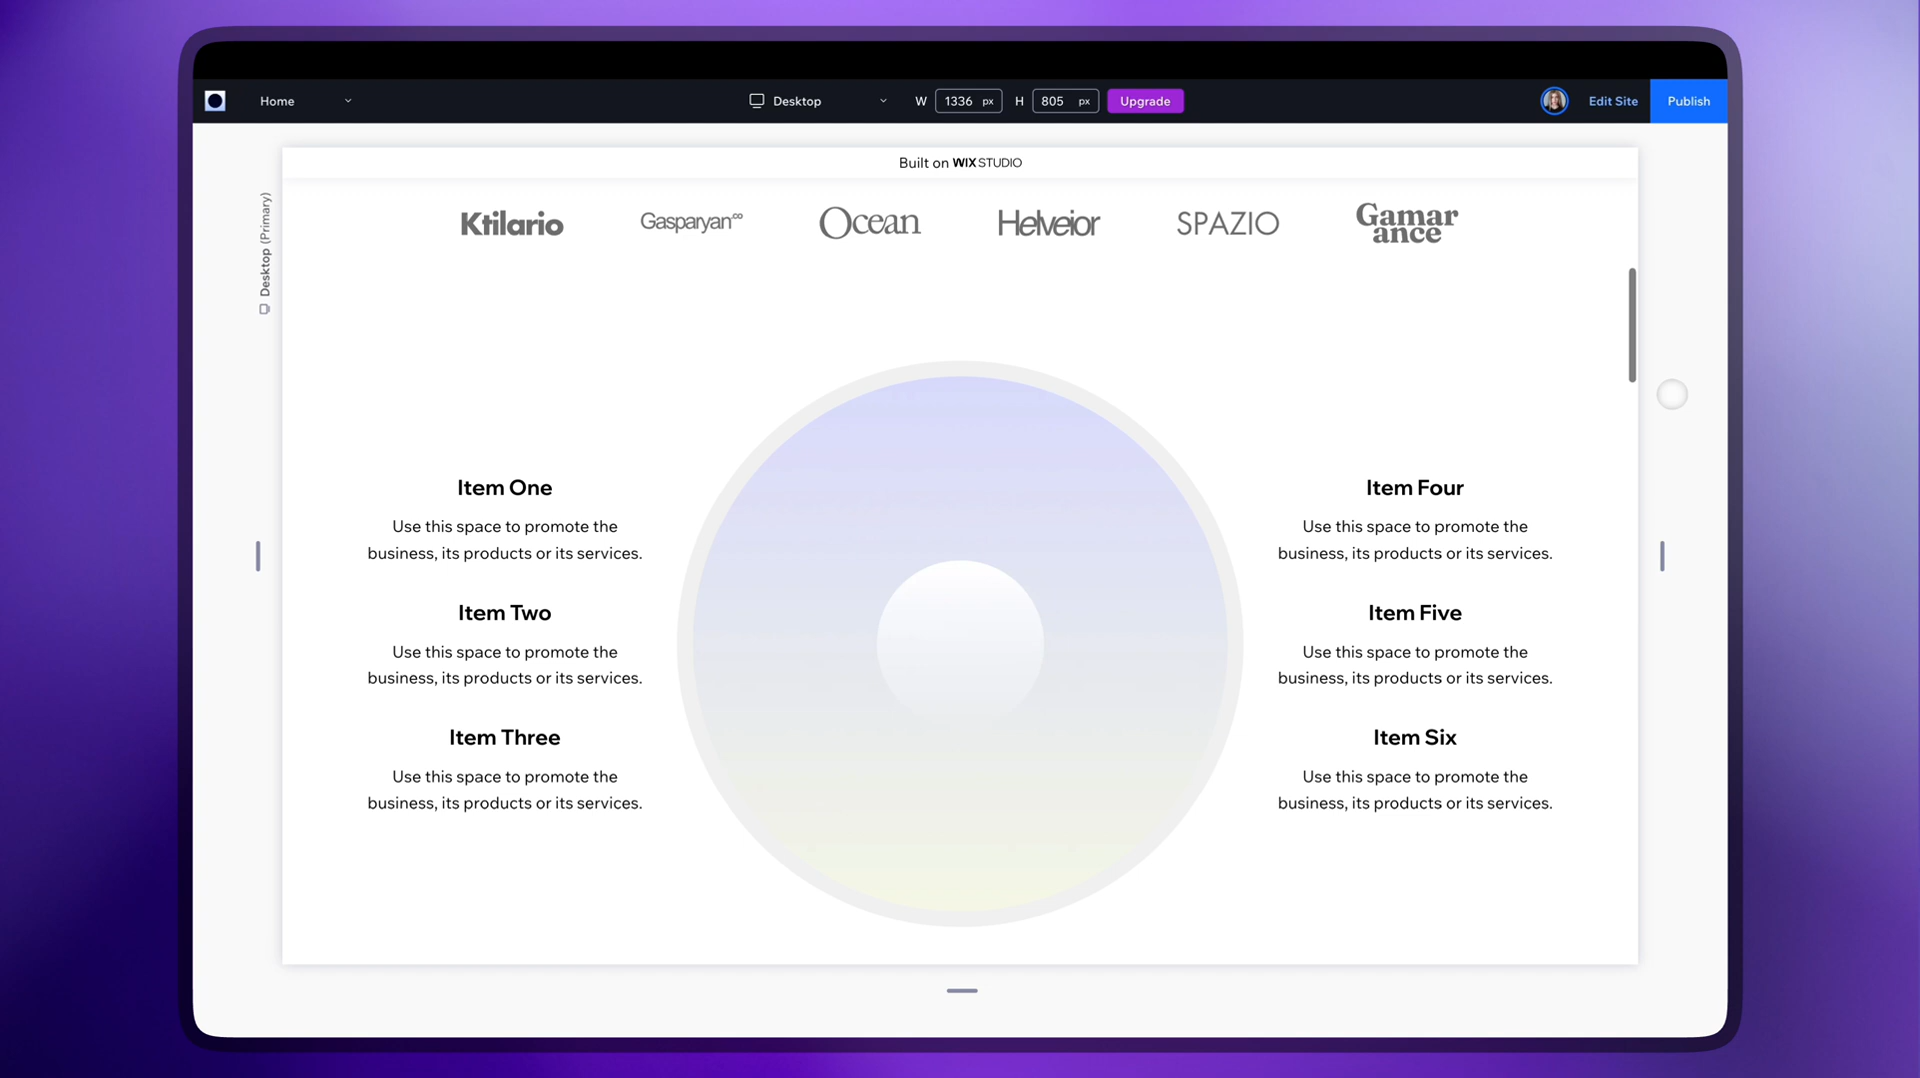 Home
Desktop
W 1336 px H 805 px
Upgrade
Edit Site
Publish
Built on WIX STUDIO
Desktop (Primary)
Ktilario
Gasparyan co
Ocean
Helveior
SPAZIO
Gamar
ance
Item One
Use this space to promote the
business, its products or its services.
Item Two
Use this space to promote the
business, its products or its services.
Item Three
Use this space to promote the
business, its products or its services.
Item Four
Use this space to promote the
business, its products or its services.
Item Five
Use this space to promote the
business, its products or its services.
Item Six
Use this space to promote the
business, its products or its services.